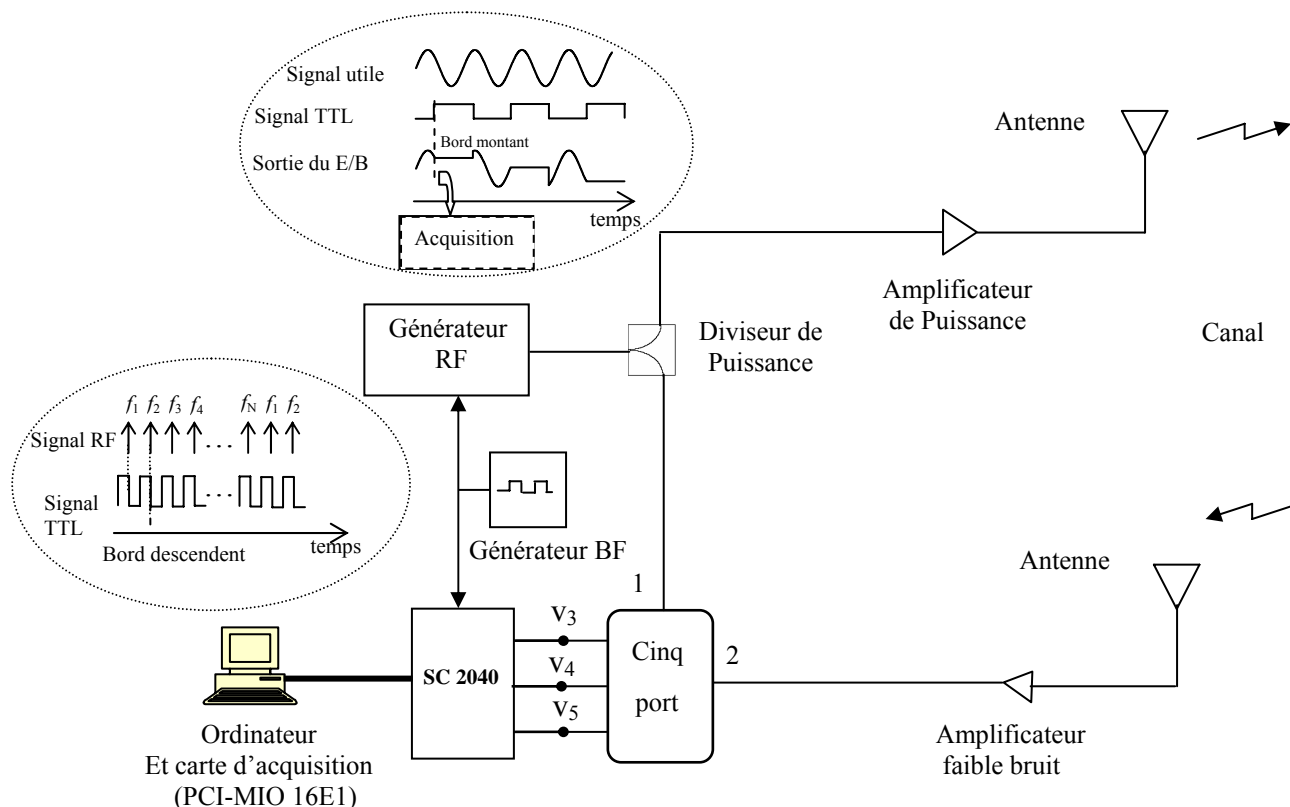 Signal utile
Signal TTL
Bord montant
Sortie du E/B
temps
Acquisition
Antenne
Amplificateur
de Puissance
Canal
Générateur
RF
Diviseur de
Puissance
f1 f2 f3 f4 fN f1 f2
Signal RF
...
Signal
TTL
...
temps
Bord descendent
Générateur BF
Antenne
1
V3
V4
V5
SC 2040
Cinq
port
2
Ordinateur
Et carte d'acquisition
(PCI-MIO 16E1)
Amplificateur
faible bruit